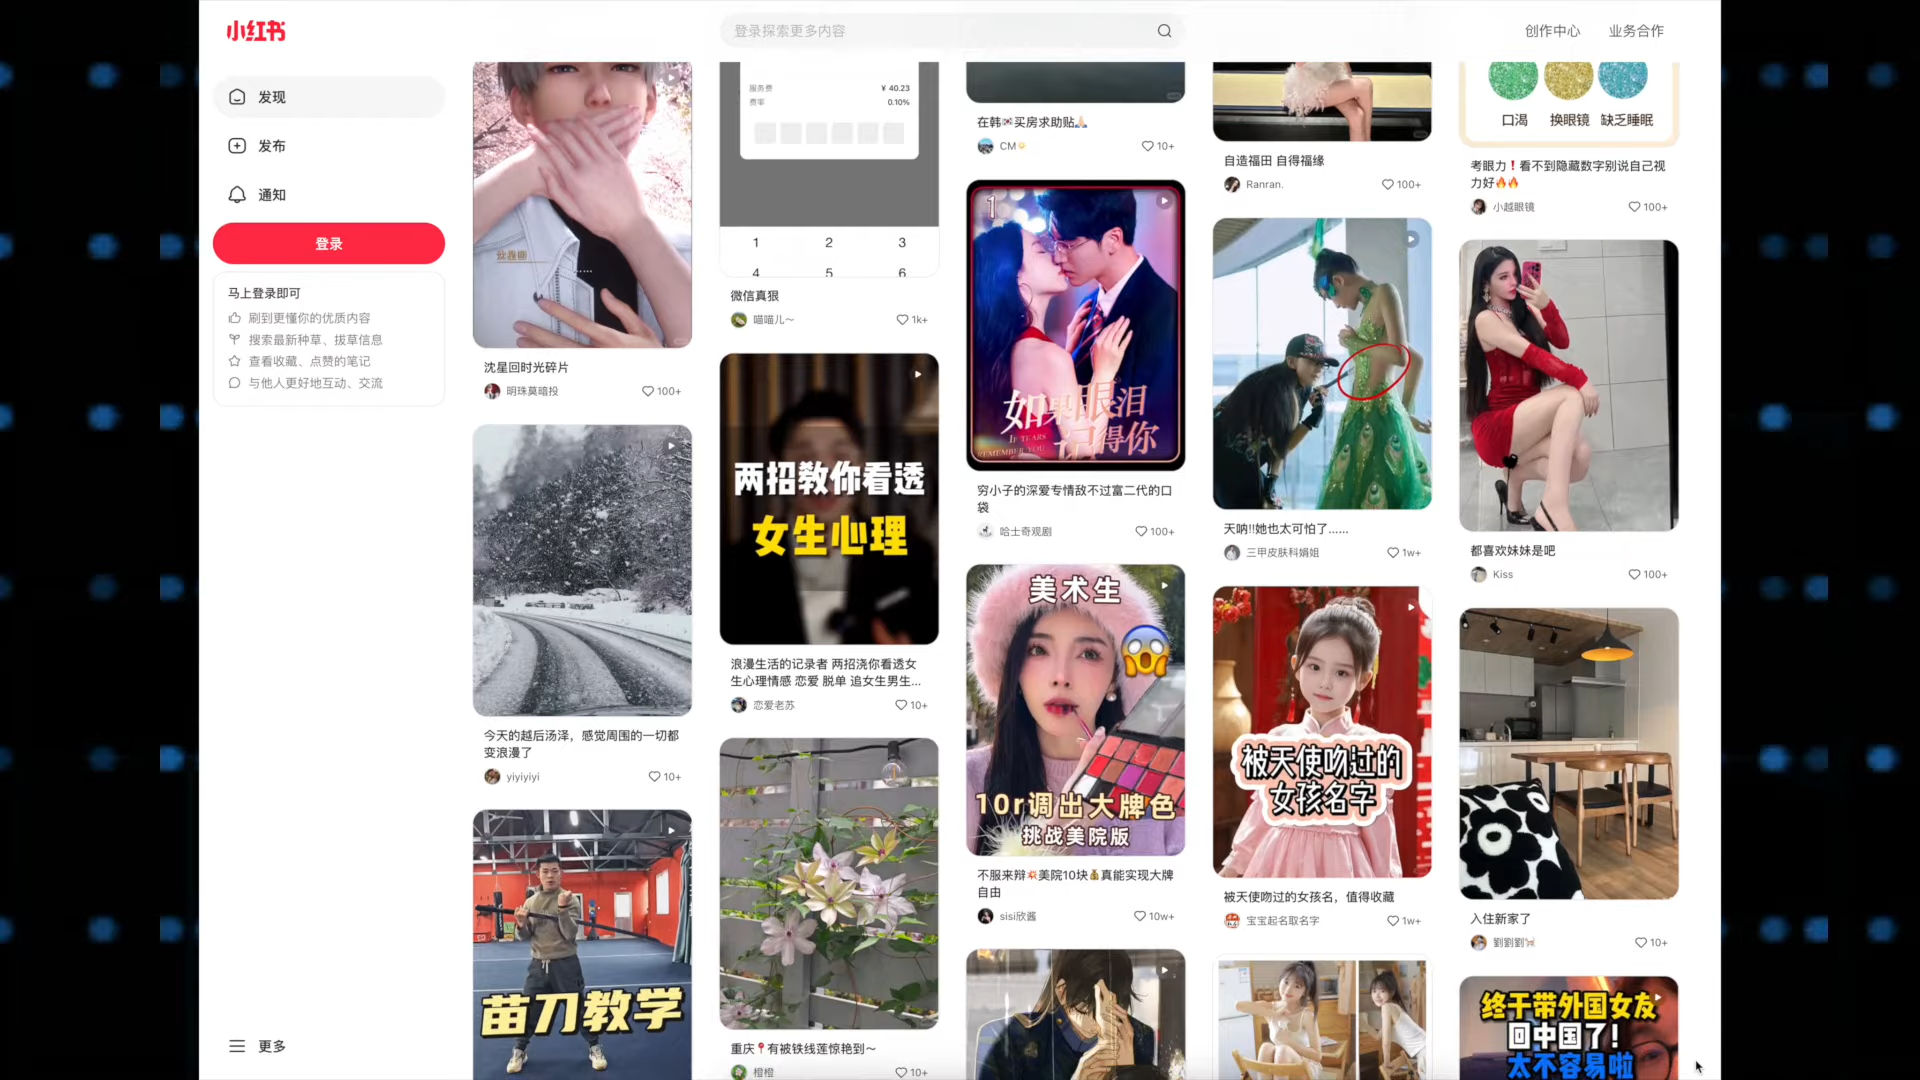 小红书
登录探索更多内容
创作中心
业务合作
发现
发布
通知
登录
马上登录即可
刷到更懂你的优质内容
搜索最新种草、拔草信息
查看收藏、点赞的笔记
与他人更好地互动、交流
更多
沈星回时光碎片
明珠莫暗投
100+
今天的越后汤泽，感觉周围的一切都
变浪漫了
yiyiyiyi
10+
苗刀教学
服务费
¥ 40.23
费率
0.10%
1 2 3
4 5 6
微信真狠
喵喵儿～
1k+
两招教你看透
女生心理
浪漫生活的记录者 两招浇你看透女
生心理情感 恋爱 脱单 追女生男生...
恋爱老苏
10+
重庆📍有被铁线莲惊艳到～
橙橙
10+
在韩🇰🇷买房求助贴🙏🏻
CM
10+
1
如果眼泪
IF TEARS
记得你
REMEMBER YOU
穷小子的深爱专情敌不过富二代的口
袋
哈士奇观剧
100+
美术生
10r调出大牌色
挑战美院版
不服来辩💥美院10块💰真能实现大牌
自由
sisi欣酱
10w+
自造福田 自得福缘
Ranran.
100+
天呐!!她也太可怕了......
三甲皮肤科娟姐
1w+
被天使吻过的
女孩名字
被天使吻过的女孩名，值得收藏
宝宝起名取名字
1w+
口渴 换眼镜 缺乏睡眠
考眼力❗看不到隐藏数字别说自己视
力好🔥🔥
小越眼镜
100+
都喜欢妹妹是吧
Kiss
100+
入住新家了
10+
终于带外国女友
回中国了!
太不容易啦